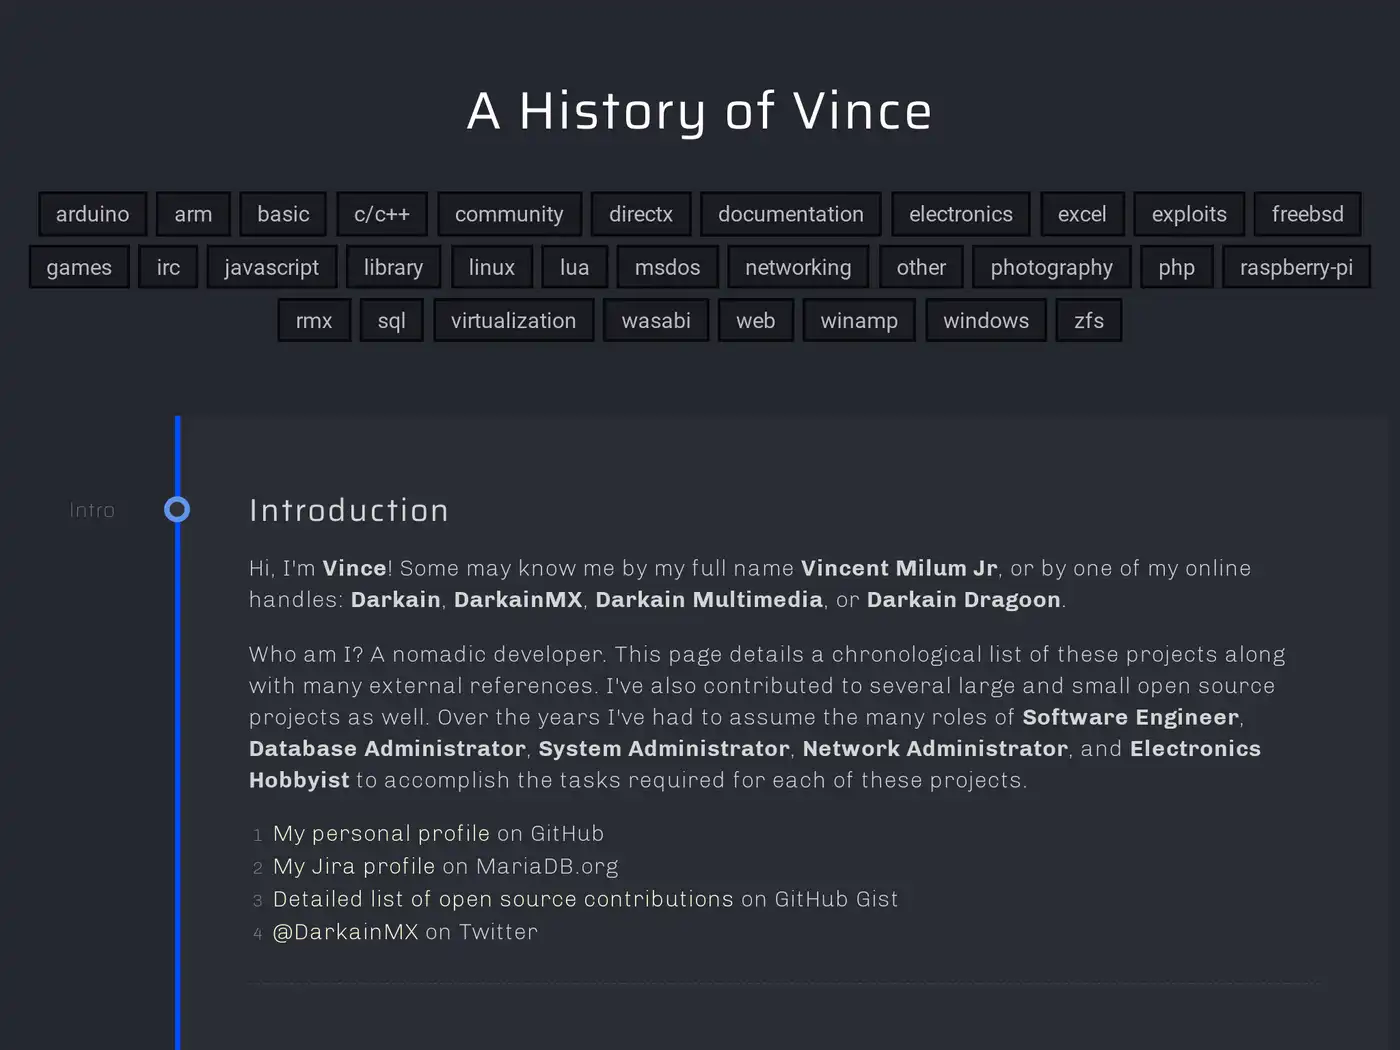 A History of Vince
arduino arm basic c/c++ community directx documentation electronics excel exploits freebsd
games irc javascript library linux lua msdos networking other photography php raspberry-pi
rmx sql virtualization wasabi web winamp windows zfs
Intro
Introduction
Hi, I'm Vince! Some may know me by my full name Vincent Milum Jr, or by one of my online
handles: Darkain, DarkainMX, Darkain Multimedia, or Darkain Dragoon.
Who am I? A nomadic developer. This page details a chronological list of these projects along
with many external references. I've also contributed to several large and small open source
projects as well. Over the years I've had to assume the many roles of Software Engineer,
Database Administrator, System Administrator, Network Administrator, and Electronics
Hobbyist to accomplish the tasks required for each of these projects.
1 My personal profile on GitHub
2 My Jira profile on MariaDB.org
3 Detailed list of open source contributions on GitHub Gist
4 @DarkainMX on Twitter